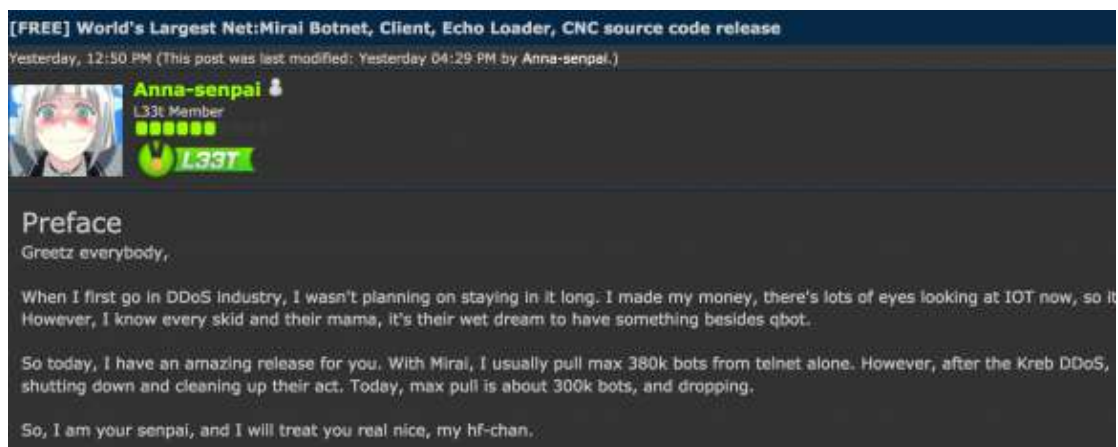 [FREE] World's Largest Net:Mirai Botnet, Client, Echo Loader, CNC source code release
Yesterday, 12:50 PM (This post was last modified: Yesterday 04:29 PM by Anna-senpai.)
Anna-senpai
L33t Member
L33T
Preface
Greetz everybody,
When I first go in DDoS industry, I wasn't planning on staying in it long. I made my money, there's lots of eyes looking at IOT now, so it
However, I know every skid and their mama, it's their wet dream to have something besides qbot.
So today, I have an amazing release for you. With Mirai, I usually pull max 380k bots from telnet alone. However, after the Kreb DDoS,
shutting down and cleaning up their act. Today, max pull is about 300k bots, and dropping.
So, I am your senpai, and I will treat you real nice, my hf-chan.